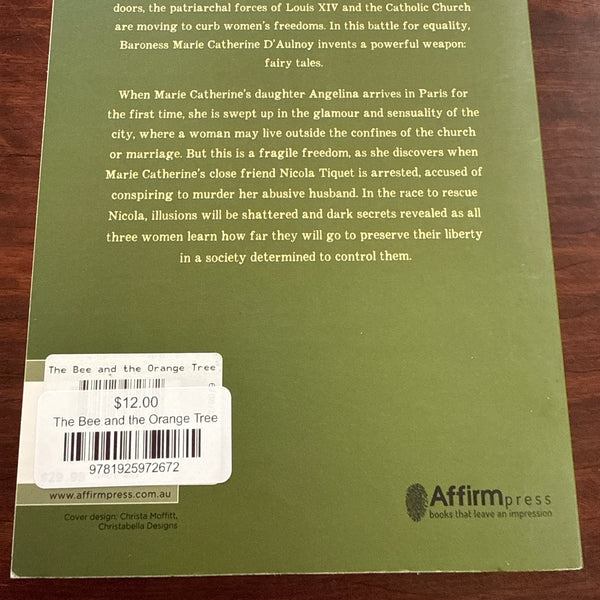 doors, the patriarchal forces of Louis XIV and the Catholic Church
are moving to curb women's freedoms. In this battle for equality,
Baroness Marie Catherine D'Aulnoy invents a powerful weapon:
fairy tales.
When Marie Catherine's daughter Angelina arrives in Paris for
the first time, she is swept up in the glamour and sensuality of the
city, where a woman may live outside the confines of the church
or marriage. But this is a fragile freedom, as she discovers when
Marie Catherine's close friend Nicola Tiquet is arrested, accused of
conspiring to murder her abusive husband. In the race to rescue
Nicola, illusions will be shattered and dark secrets revealed as all
three women learn how far they will go to preserve their liberty
in a society determined to control them.
The Bee and the Orange Tree
$12.00
The Bee and the Orange Tree
9781925972672
$29.99
www.affirmpress.com.au
Cover design: Christa Moffitt,
Christabella Designs
Affirm press
books that leave an impression